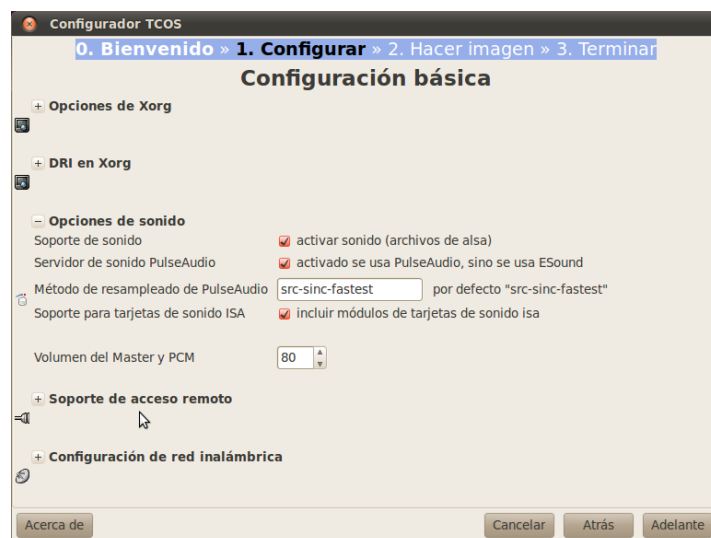 Configurador TCOS
0. Bienvenido » 1. Configurar » 2. Hacer imagen » 3. Terminar
Configuración básica
Opciones de Xorg
DRI en Xorg
Opciones de sonido
Soporte de sonido activar sonido (archivos de alsa)
Servidor de sonido PulseAudio activado se usa PulseAudio, sino se usa ESound
Método de resampleado de PulseAudio src-sinc-fastest por defecto "src-sinc-fastest"
Soporte para tarjetas de sonido ISA incluir módulos de tarjetas de sonido isa
Volumen del Master y PCM 80
Soporte de acceso remoto
Configuración de red inalámbrica
Acerca de Cancelar Atrás Adelante